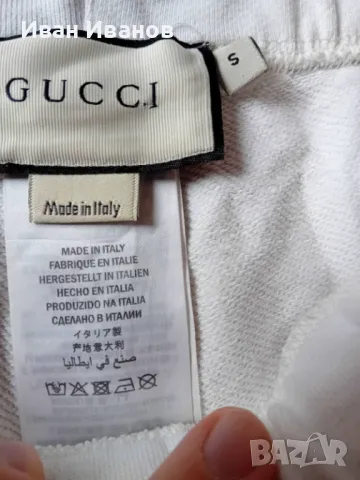 Иван Иванов
GUCCI
S
Made in Italy
MADE IN ITALY
FABRIQUE EN ITALIE
HERGESTELLT IN ITALIEN
HECHO EN ITALIA
PRODUZIDO NA ITALIA
СДЕЛАНО В ИТАЛИИ
イタリア製
产地意大利
صنع في ايطاليا
BAZAR
bg